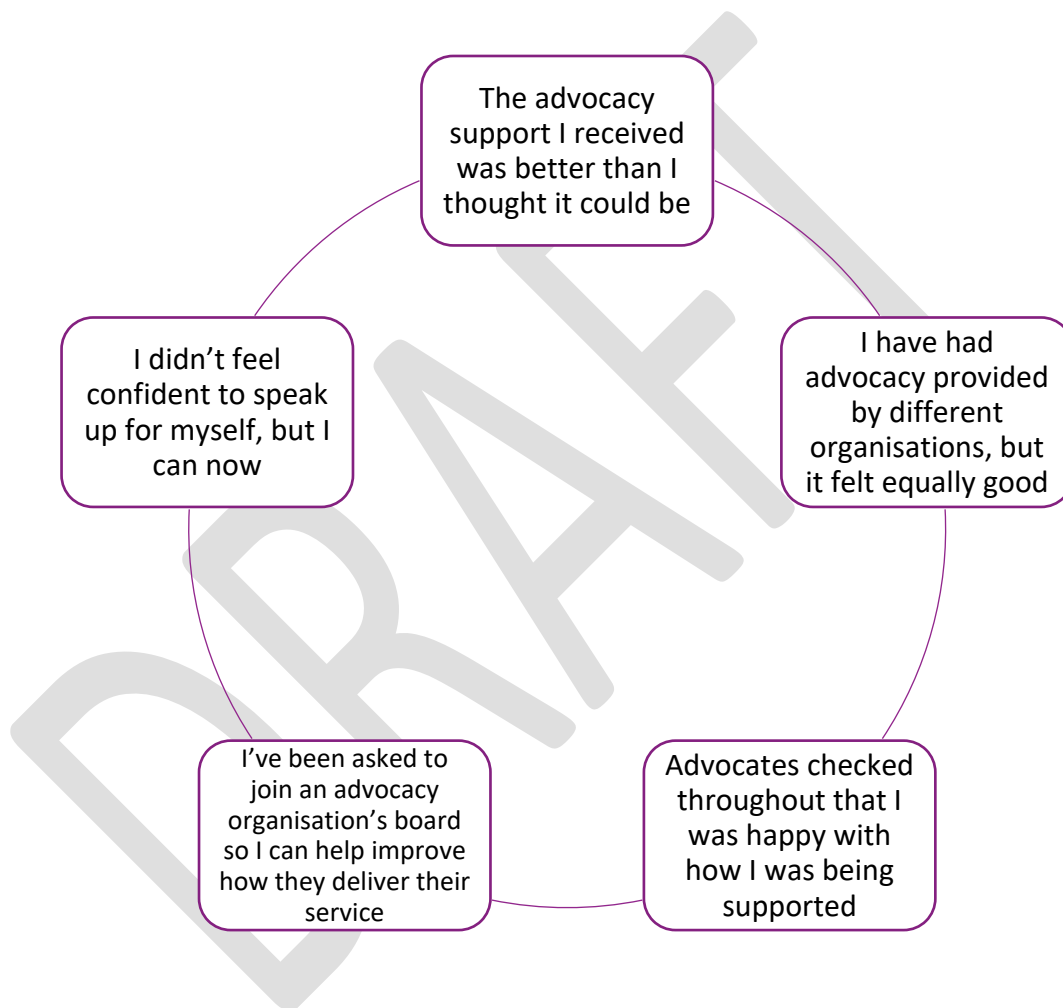 The advocacy
support I received
was better than I
thought it could be
I have had
advocacy provided
by different
organisations, but
it felt equally good
Advocates checked
throughout that I
was happy with
how I was being
supported
I’ve been asked to
join an advocacy
organisation’s board
so I can help improve
how they deliver their
service
I didn’t feel
confident to speak
up for myself, but I
can now
DRAFT